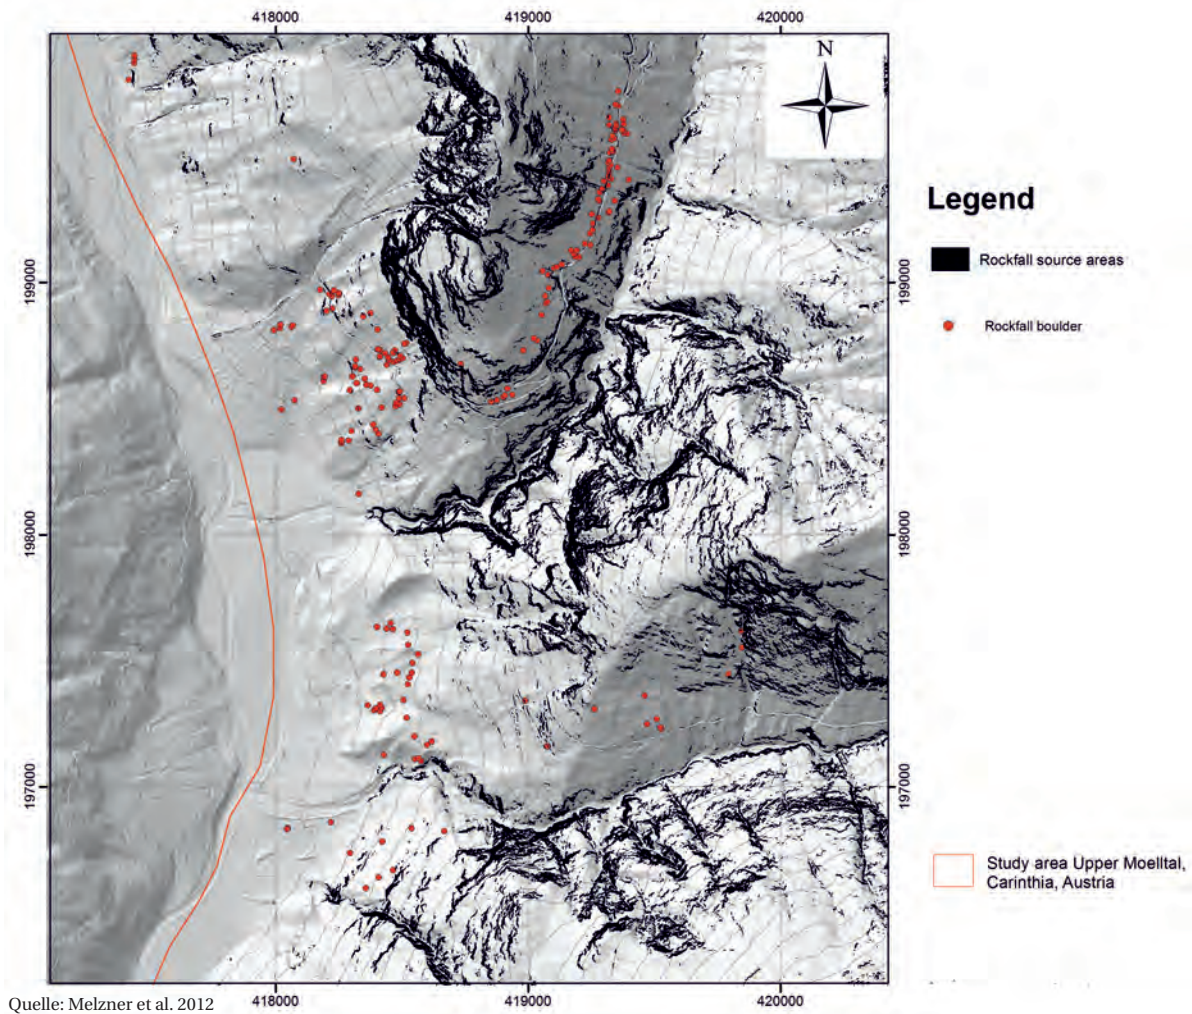 418000
419000
420000
N
199000
199000
198000
198000
197000
197000
Legend
Rockfall source areas
Rockfall boulder
Study area Upper Moelltal,
Carinthia, Austria
418000
419000
420000
Quelle: Melzner et al. 2012